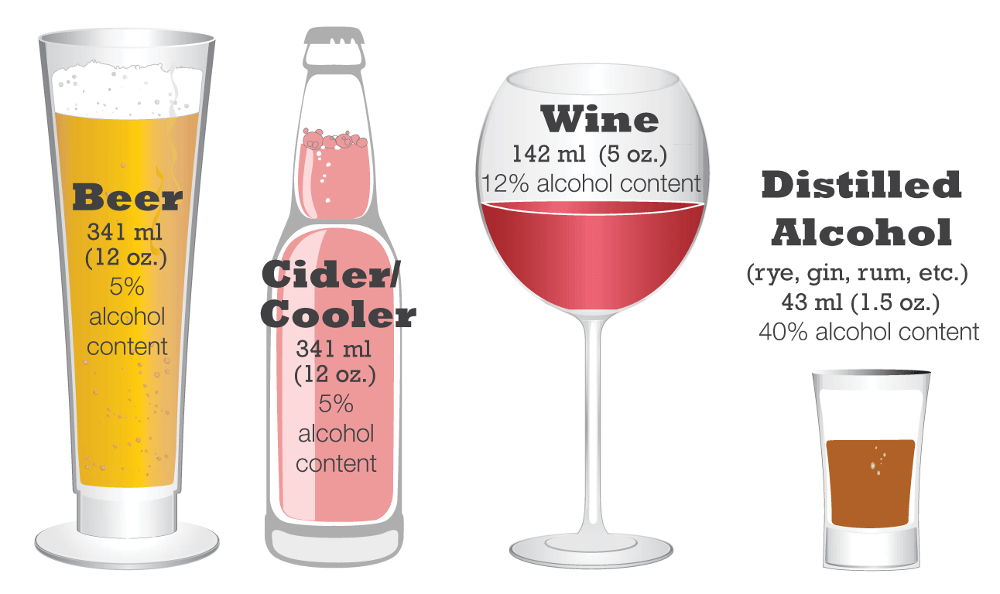 Beer
341 ml
(12 oz.)
5%
alcohol
content
Cider/
Cooler
341 ml
(12 oz.)
5%
alcohol
content
Wine
142 ml (5 oz.)
12% alcohol content
Distilled
Alcohol
(rye, gin, rum, etc.)
43 ml (1.5 oz.)
40% alcohol content